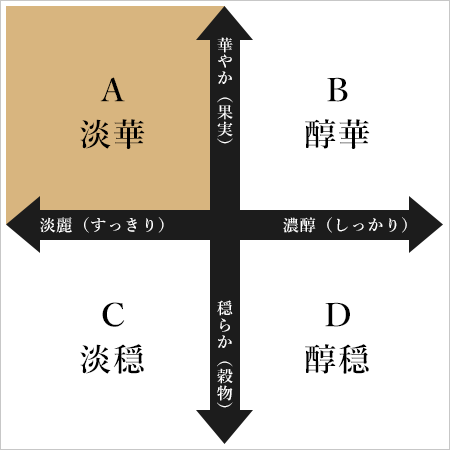 華やか（果実）
A
淡華
B
醇華
淡麗（すっきり）
濃醇（しっかり）
C
淡穏
D
醇穏
穏らか（穀物）